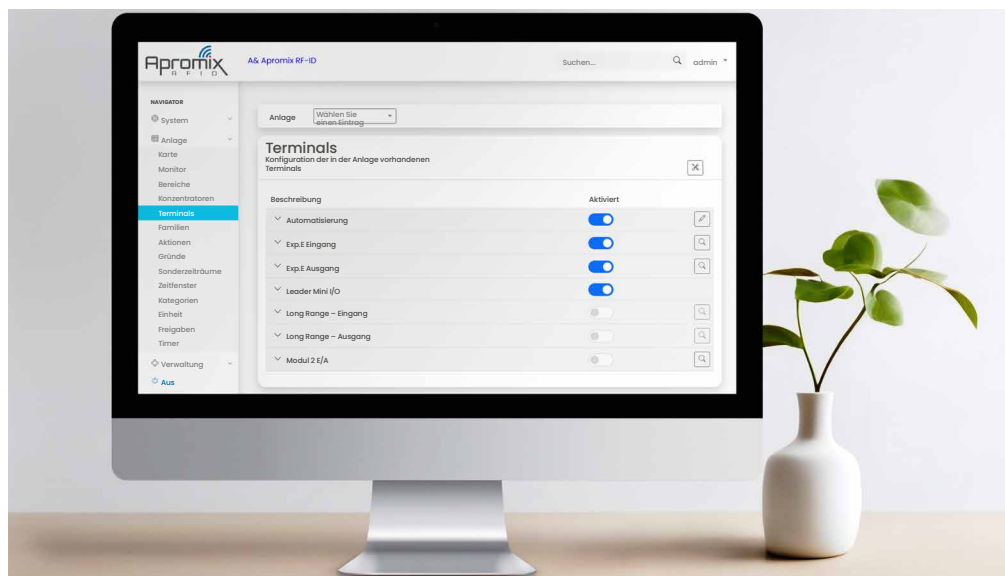 Apromix
RFID
A& Apromix RF-ID
Suchen...
admin
NAVIGATOR
System
Anlage
Karte
Monitor
Bereiche
Konzentratoren
Terminals
Familien
Aktionen
Gründe
Sonderzeiträume
Zeitfenster
Kategorien
Einheit
Freigaben
Timer
Verwaltung
Aus
Anlage
Wählen Sie
einen Eintrag
Terminals
Konfiguration der in der Anlage vorhandenen
Terminals
Beschreibung Aktiviert
Automatisierung
Exp.E Eingang
Exp.E Ausgang
Leader Mini I/O
Long Range – Eingang
Long Range – Ausgang
Modul 2 E/A